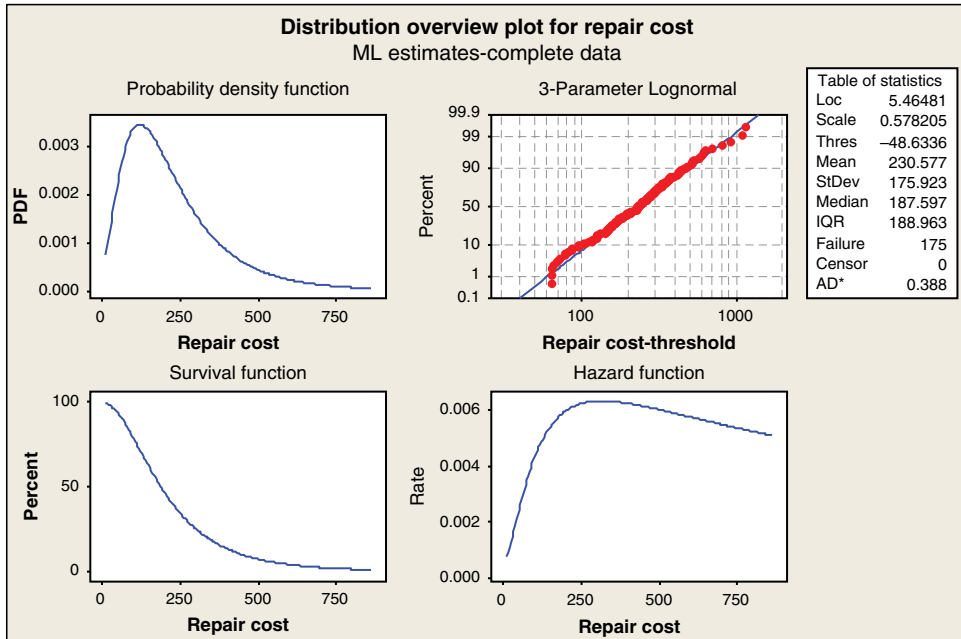 Distribution overview plot for repair cost
ML estimates-complete data
Probability density function
PDF
0.003
0.002
0.001
0.000
0 250 500 750
Repair cost
3-Parameter Lognormal
Percent
99.9
99
90
50
10
1
0.1
100 1000
Repair cost-threshold
Table of statistics
Loc 5.46481
Scale 0.578205
Thres −48.6336
Mean 230.577
StDev 175.923
Median 187.597
IQR 188.963
Failure 175
Censor 0
AD* 0.388
Survival function
Percent
100
50
0
0 250 500 750
Repair cost
Hazard function
Rate
0.006
0.004
0.002
0.000
0 250 500 750
Repair cost